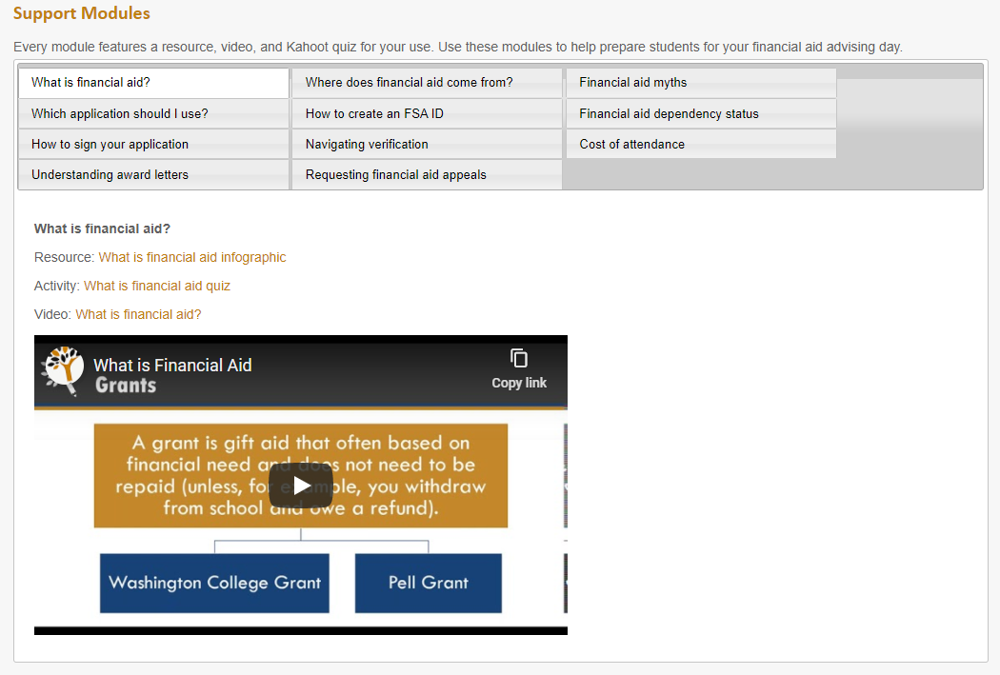 Support Modules
Every module features a resource, video, and Kahoot quiz for your use. Use these modules to help prepare students for your financial aid advising day.
What is financial aid?
Where does financial aid come from?
Financial aid myths
Which application should I use?
How to create an FSA ID
Financial aid dependency status
How to sign your application
Navigating verification
Cost of attendance
Understanding award letters
Requesting financial aid appeals
What is financial aid?
Resource: What is financial aid infographic
Activity: What is financial aid quiz
Video: What is financial aid?
What is Financial Aid
Copy link
Grants
A grant is gift aid that often based on
financial need and does not need to be
repaid (unless, for example, you withdraw
from school and owe a refund).
Washington College Grant
Pell Grant